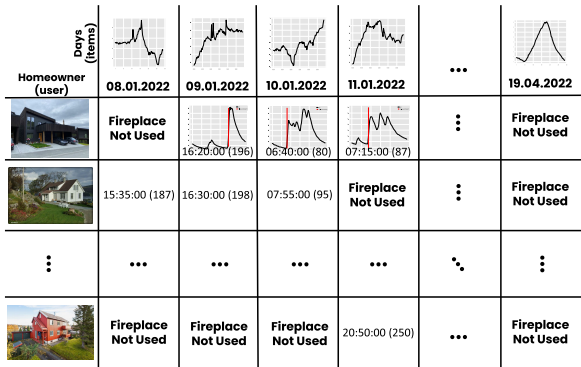 Days
(items)
Homeowner
(user)
08.01.2022
09.01.2022
10.01.2022
11.01.2022
...
19.04.2022
Fireplace
Not Used
16:20:00 (196)
06:40:00 (80)
07:15:00 (87)
Fireplace
Not Used
15:35:00 (187)
16:30:00 (198)
07:55:00 (95)
Fireplace
Not Used
Fireplace
Not Used
... ... ... ...
Fireplace
Not Used
Fireplace
Not Used
Fireplace
Not Used
20:50:00 (250)
...
Fireplace
Not Used